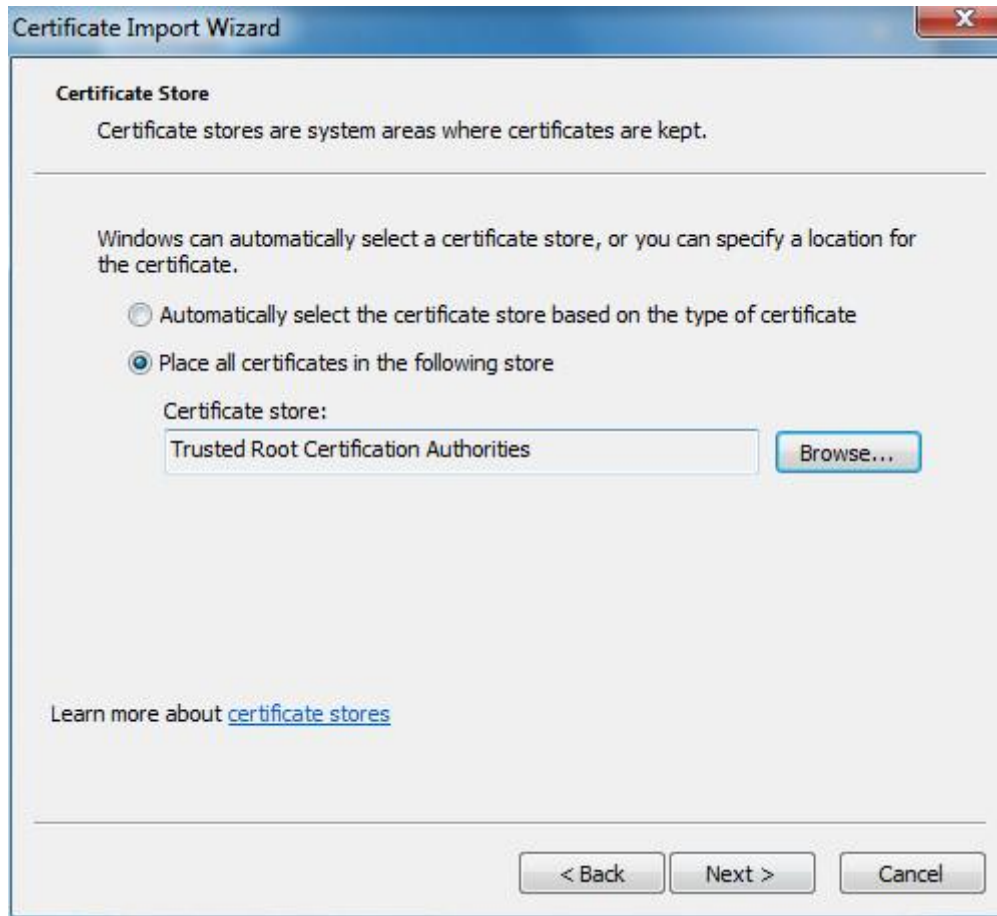 Certificate Import Wizard
Certificate Store
Certificate stores are system areas where certificates are kept.
Windows can automatically select a certificate store, or you can specify a location for
the certificate.
Automatically select the certificate store based on the type of certificate
Place all certificates in the following store
Certificate store:
Trusted Root Certification Authorities
Browse...
Learn more about certificate stores
< Back
Next >
Cancel